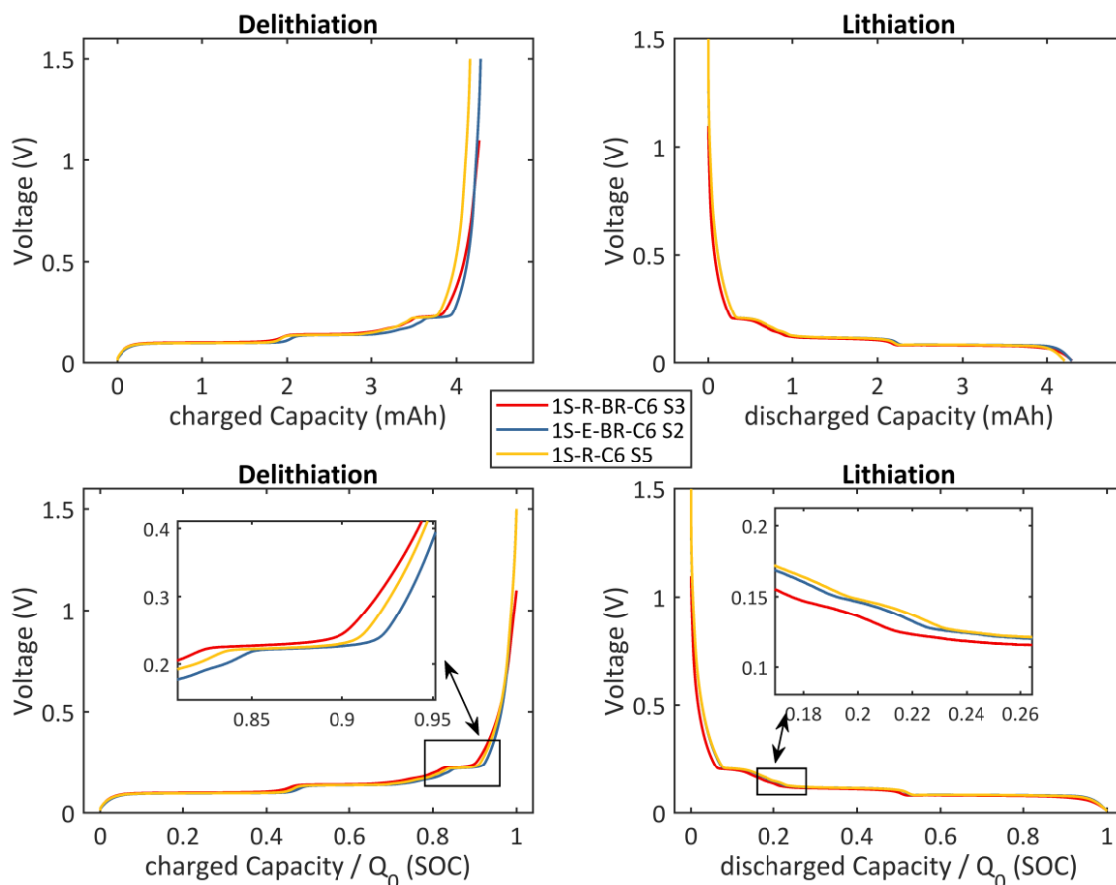 Delithiation
Lithiation
1.5
1
0.5
0
Voltage (V)
0 1 2 3 4
charged Capacity (mAh)
1.5
1
0.5
0
Voltage (V)
0 1 2 3 4
discharged Capacity (mAh)
1S-R-BR-C6 S3
1S-E-BR-C6 S2
1S-R-C6 S5
Delithiation
Lithiation
1.5
1
0.5
0
Voltage (V)
0.4
0.3
0.2
0.85 0.9 0.95
0 0.2 0.4 0.6 0.8 1
charged Capacity / Q0 (SOC)
1.5
1
0.5
0
Voltage (V)
0.2
0.15
0.1
0.18 0.2 0.22 0.24 0.26
0 0.2 0.4 0.6 0.8 1
discharged Capacity / Q0 (SOC)